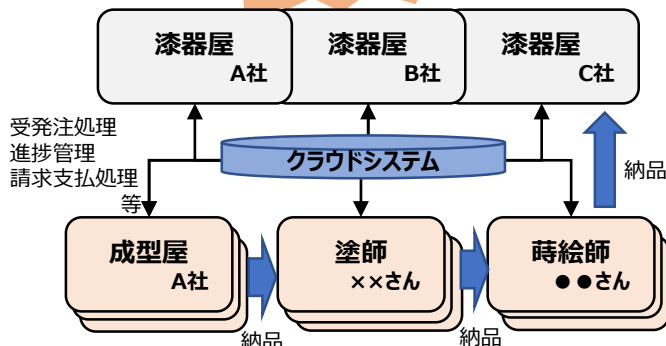 漆器屋
A社
漆器屋
B社
漆器屋
C社
受発注処理
進捗管理
請求支払処理
等
クラウドシステム
納品
成型屋
A社
塗師
××さん
蒔絵師
●●さん
納品
納品